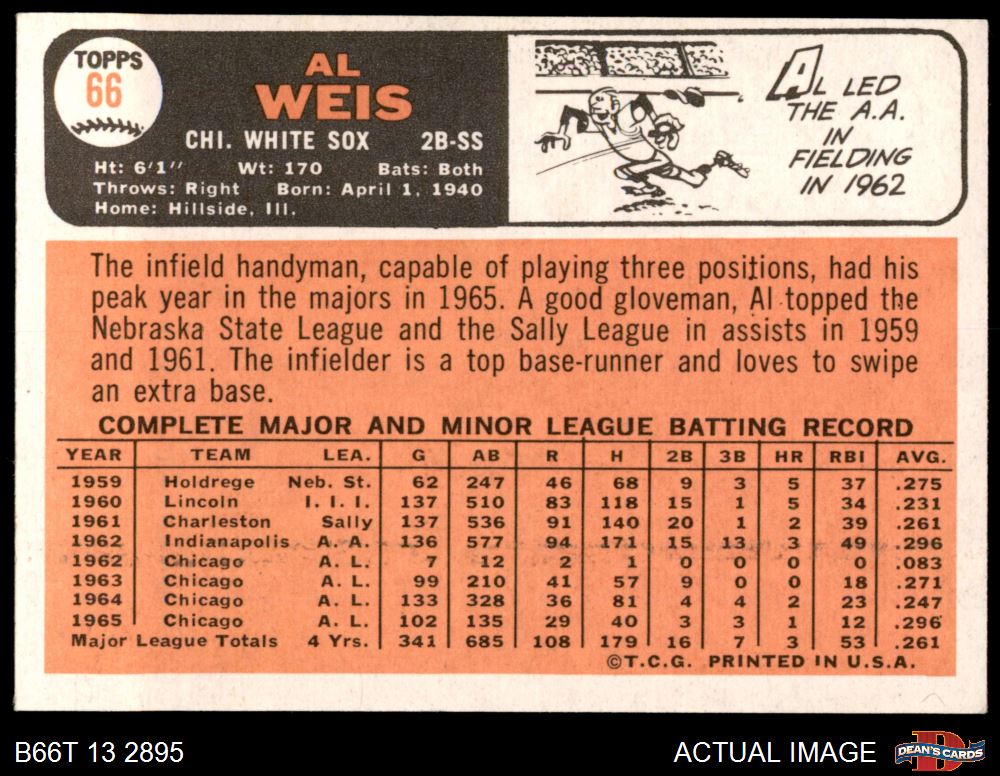 TOPPS
66
AL
WEIS
CHI. WHITE SOX 2B-SS
Ht: 6'1'' Wt: 170 Bats: Both
Throws: Right Born: April 1, 1940
Home: Hillside, Ill.
AL LED
THE A.A.
IN
FIELDING
IN 1962
The infield handyman, capable of playing three positions, had his
peak year in the majors in 1965. A good gloveman, Al topped the
Nebraska State League and the Sally League in assists in 1959
and 1961. The infielder is a top base-runner and loves to swipe
an extra base.
COMPLETE MAJOR AND MINOR LEAGUE BATTING RECORD
YEAR TEAM LEA. G AB R H 2B 3B HR RBI AVG.
1959 Holdrege Neb. St. 62 247 46 68 9 3 5 37 .275
1960 Lincoln I. I. I. 137 510 83 118 15 1 5 34 .231
1961 Charleston Sally 137 536 91 140 20 1 2 39 .261
1962 Indianapolis A. A. 136 577 94 171 15 13 3 49 .296
1962 Chicago A. L. 7 12 2 1 0 0 0 0 .083
1963 Chicago A. L. 99 210 41 57 9 0 0 18 .271
1964 Chicago A. L. 133 328 36 81 4 4 2 23 .247
1965 Chicago A. L. 102 135 29 40 3 3 1 12 .296
Major League Totals 4 Yrs. 341 685 108 179 16 7 3 53 .261
©T.C.G. PRINTED IN U.S.A.
B66T 13 2895 ACTUAL IMAGE DEAN'S CARDS